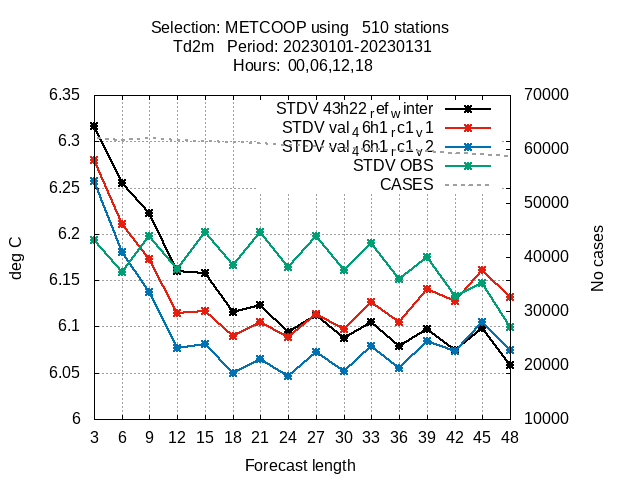 Selection: METCOOP using   510 stations
Td2m   Period: 20230101-20230131
Hours:  00,06,12,18
6.35
6.3
6.25
6.2
6.15
6.1
6.05
6
deg C
STDV 43h22_ref_winter
STDV val_46h1_rc1_v1
STDV val_46h1_rc1_v2
STDV OBS
CASES
70000
60000
50000
40000
30000
20000
10000
No cases
3 6 9 12 15 18 21 24 27 30 33 36 39 42 45 48
Forecast length